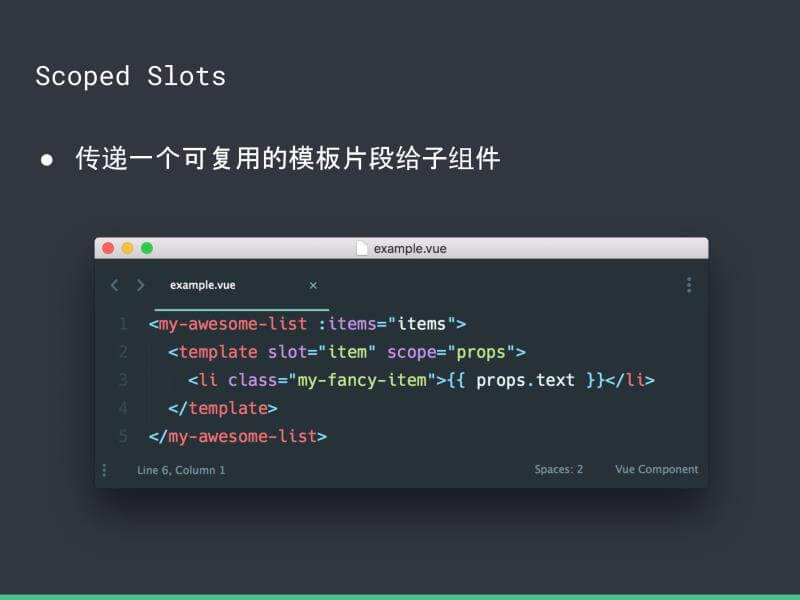 Scoped Slots
● 传递一个可复用的模板片段给子组件
example.vue
example.vue ×
1 <my-awesome-list :items="items">
2 <template slot="item" scope="props">
3 <li class="my-fancy-item">{{ props.text }}</li>
4 </template>
5 </my-awesome-list>
Line 6, Column 1 Spaces: 2 Vue Component